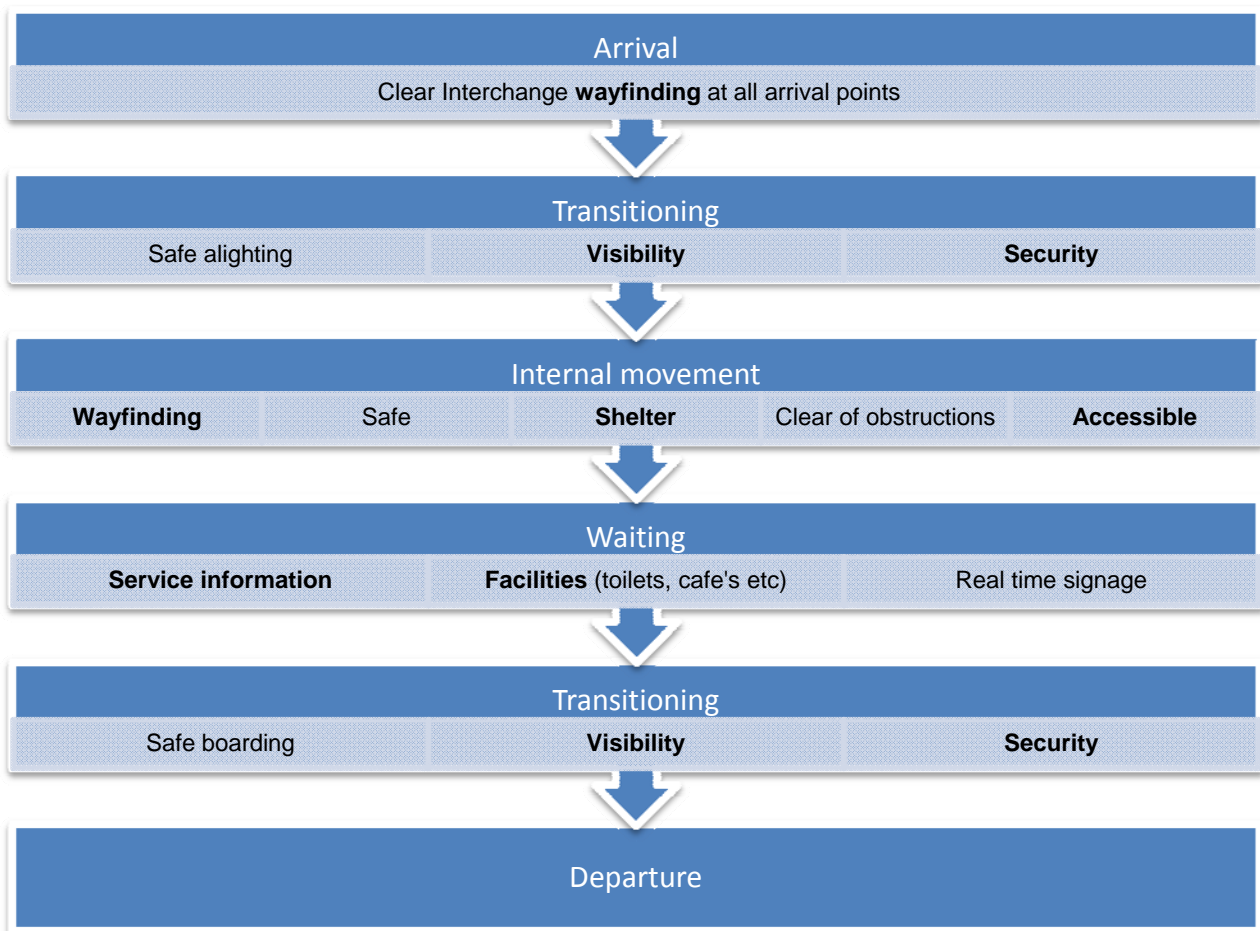 Arrival
Clear Interchange wayfinding at all arrival points
Transitioning
Safe alighting Visibility Security
Internal movement
Wayfinding Safe Shelter Clear of obstructions Accessible
Waiting
Service information Facilities (toilets, cafe's etc) Real time signage
Transitioning
Safe boarding Visibility Security
Departure